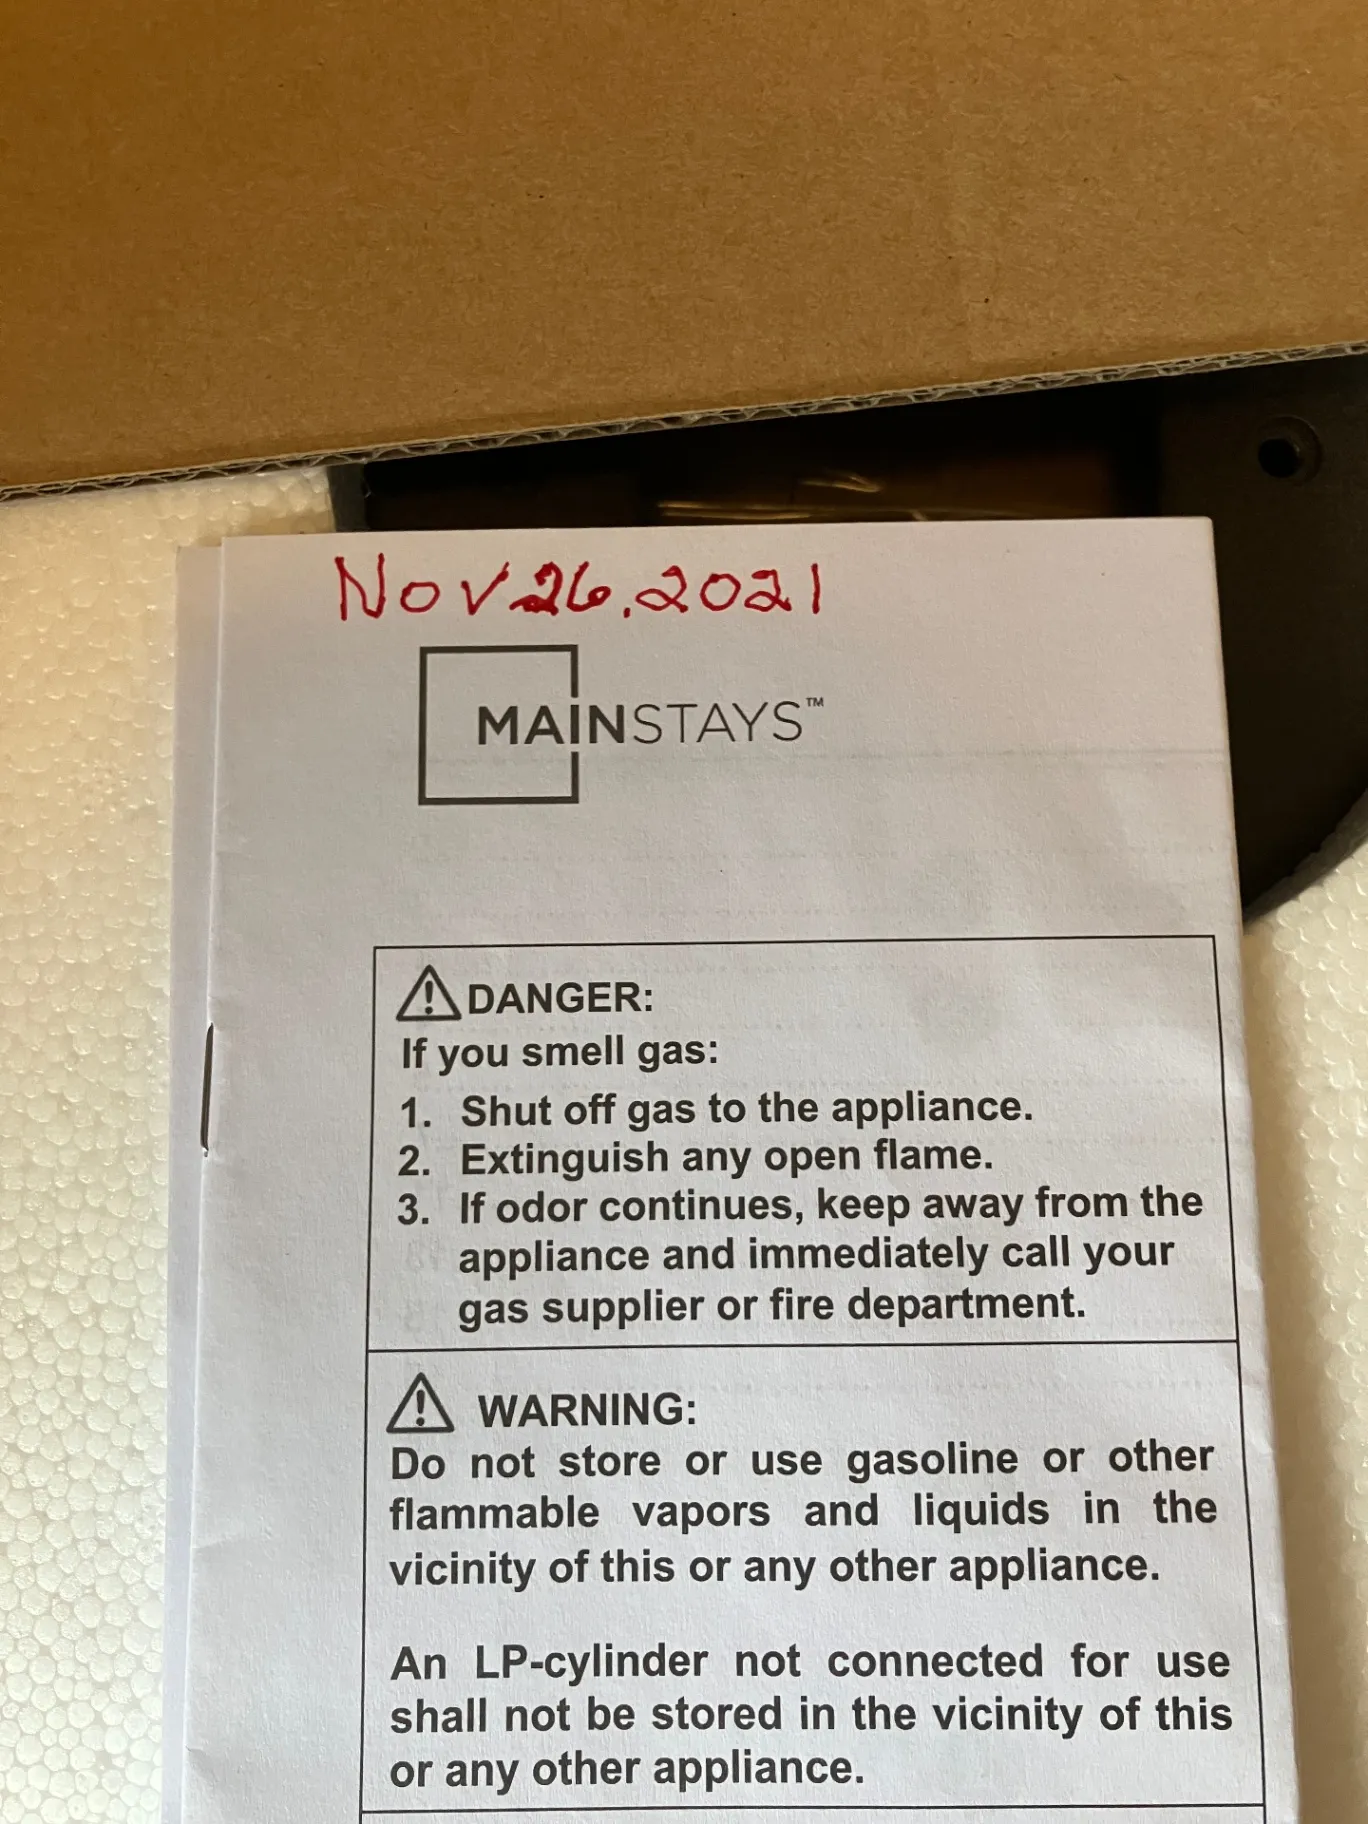 Nov 26, 2021
MAINSTAYS™
DANGER:
If you smell gas:
1. Shut off gas to the appliance.
2. Extinguish any open flame.
3. If odor continues, keep away from the
appliance and immediately call your
gas supplier or fire department.
WARNING:
Do not store or use gasoline or other
flammable vapors and liquids in the
vicinity of this or any other appliance.
An LP-cylinder not connected for use
shall not be stored in the vicinity of this
or any other appliance.